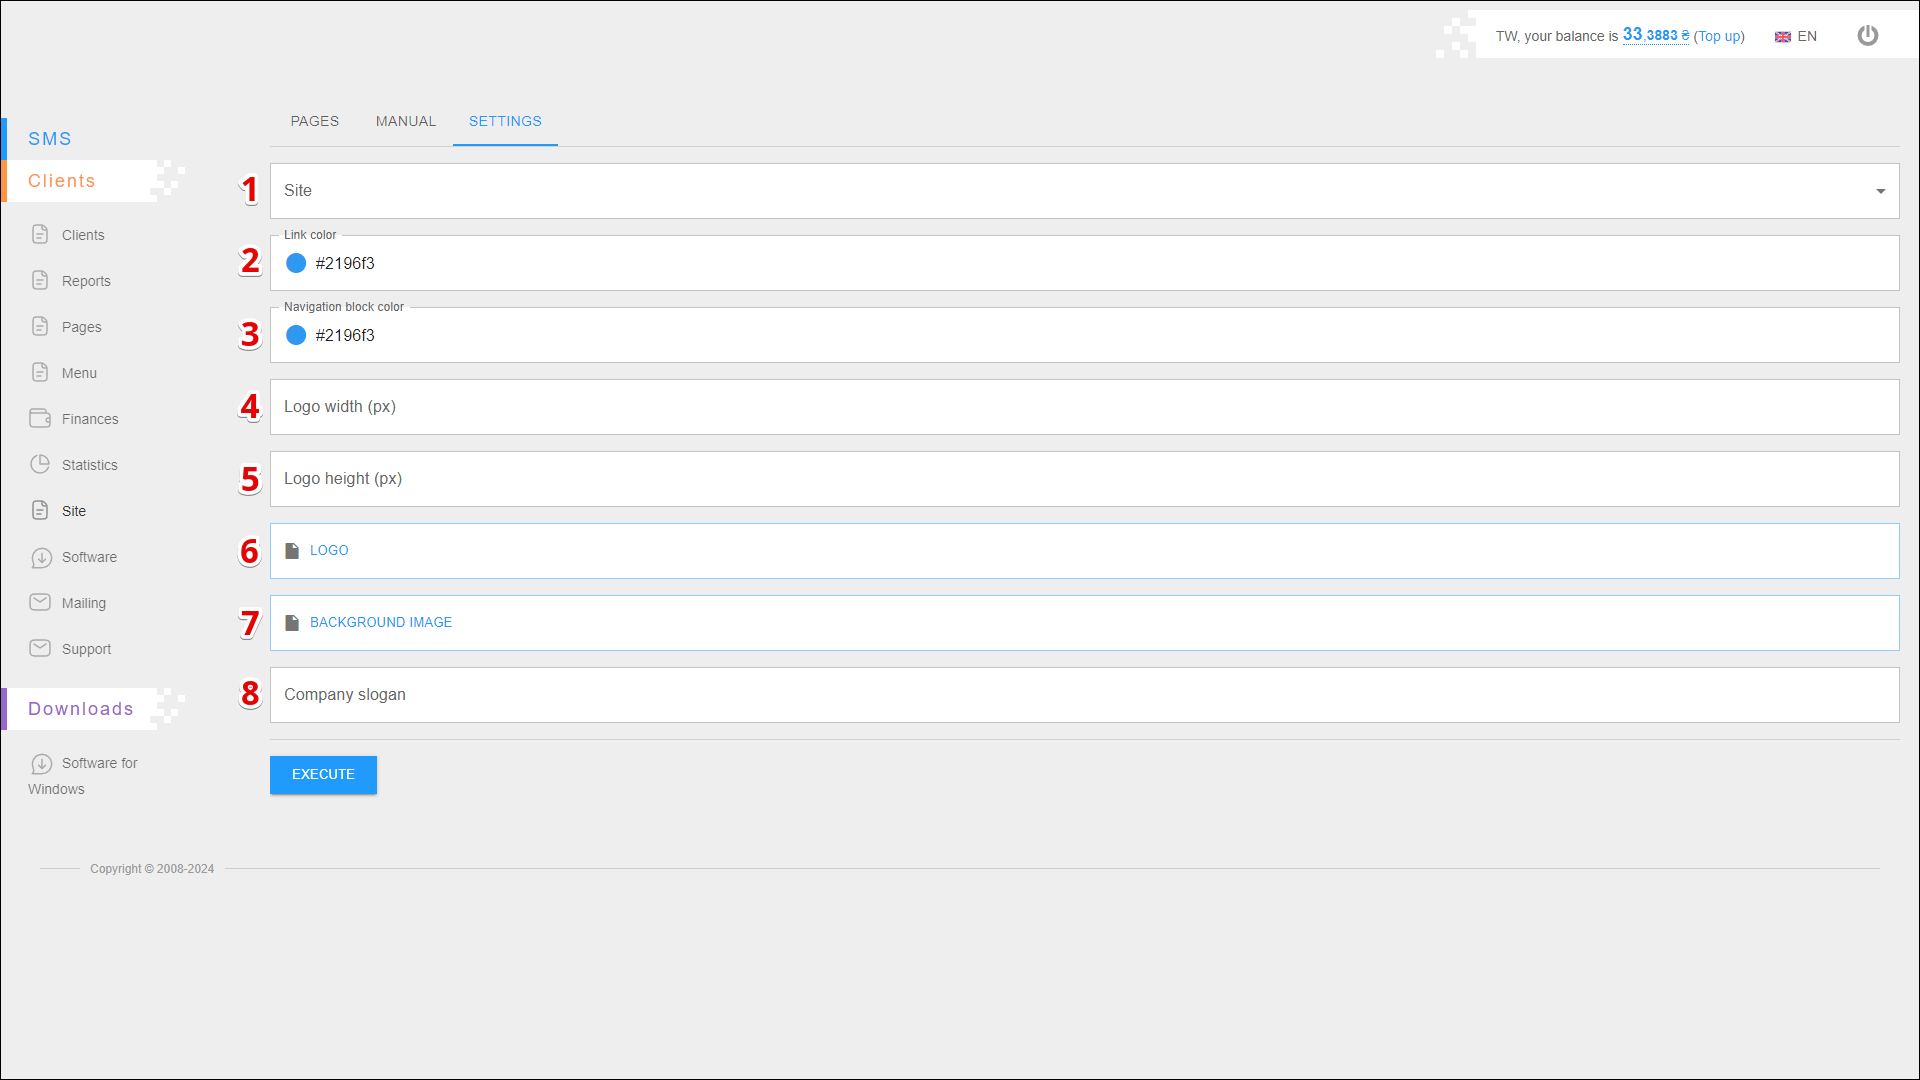 TW, your balance is 33.3883 ₴ (Top up)
EN
SMS
Clients
Clients
Reports
Pages
Menu
Finances
Statistics
Site
Software
Mailing
Support
Downloads
Software for
Windows
PAGES MANUAL SETTINGS
1 Site
Link color
2 #2196f3
Navigation block color
3 #2196f3
4 Logo width (px)
5 Logo height (px)
6 LOGO
7 BACKGROUND IMAGE
8 Company slogan
EXECUTE
Copyright © 2008-2024